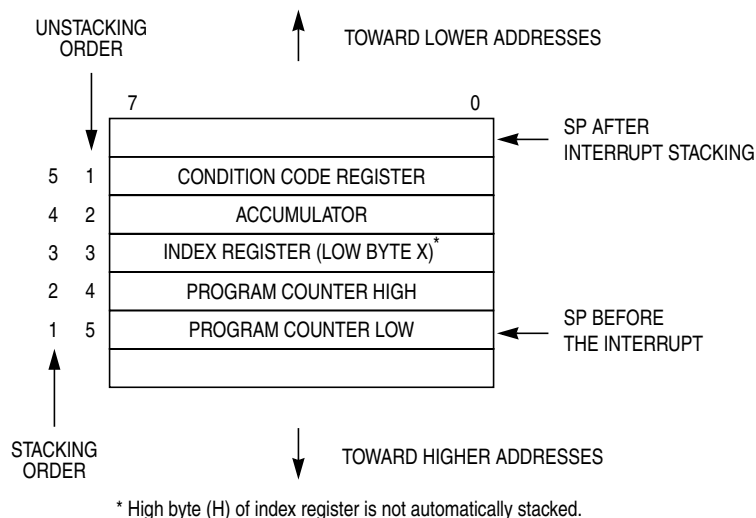 UNSTACKING
ORDER
TOWARD LOWER ADDRESSES
7 0
SP AFTER
INTERRUPT STACKING
5 1 CONDITION CODE REGISTER
4 2 ACCUMULATOR
3 3 INDEX REGISTER (LOW BYTE X)*
2 4 PROGRAM COUNTER HIGH
1 5 PROGRAM COUNTER LOW
SP BEFORE
THE INTERRUPT
STACKING
ORDER
TOWARD HIGHER ADDRESSES
* High byte (H) of index register is not automatically stacked.